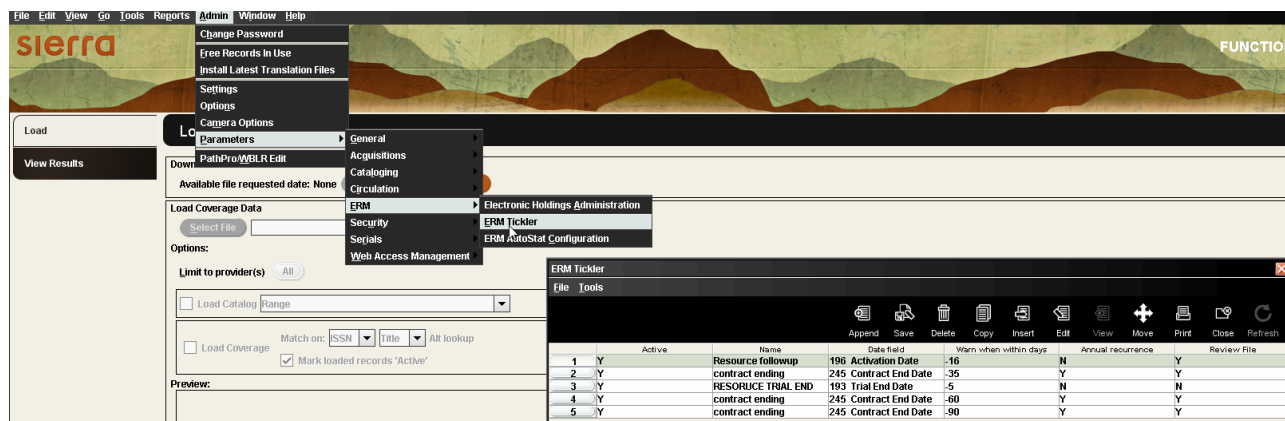 File Edit View Go Tools Reports Admin Window Help
sierra
FUNCTIO
Change Password
Free Records In Use
Install Latest Translation Files
Settings
Options
Camera Options
Parameters
PathPro/WBLR Edit
General
Acquisitions
Cataloging
Circulation
ERM
Security
Serials
Web Access Management
Electronic Holdings Administration
ERM Tickler
ERM AutoStat Configuration
Load
View Results
Lo
Down
Available file requested date: None
Load Coverage Data
Select File
Options:
Limit to provider(s) All
Load Catalog Range
Load Coverage Match on: ISSN Title Alt lookup
Mark loaded records 'Active'
Preview:
ERM Tickler
File Tools
Append Save Delete Copy Insert Edit View Move Print Close Refresh
Active Name Date field Warn when within days Annual recurrence Review File
1 Y Resource followup 196 Activation Date -16 N Y
2 Y contract ending 245 Contract End Date -35 Y Y
3 Y RESORUCE TRIAL END 193 Trial End Date -5 N N
4 Y contract ending 245 Contract End Date -60 Y Y
5 Y contract ending 245 Contract End Date -90 Y Y